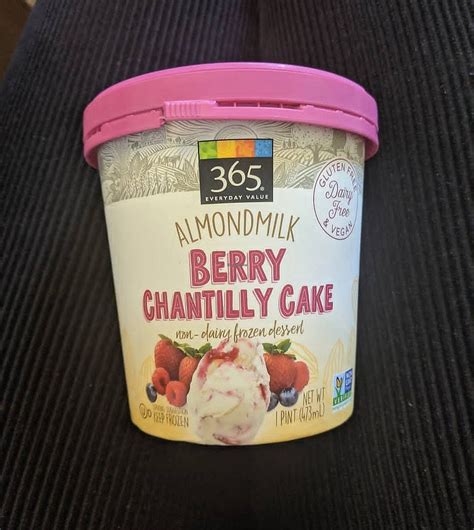 365
EVERYDAY VALUE
GLUTEN FREE
Dairy
Free
& VEGAN
ALMONDMILK
BERRY
CHANTILLY CAKE
non-dairy frozen dessert
KEEP FROZEN
NET WT
1 PINT (473mL)